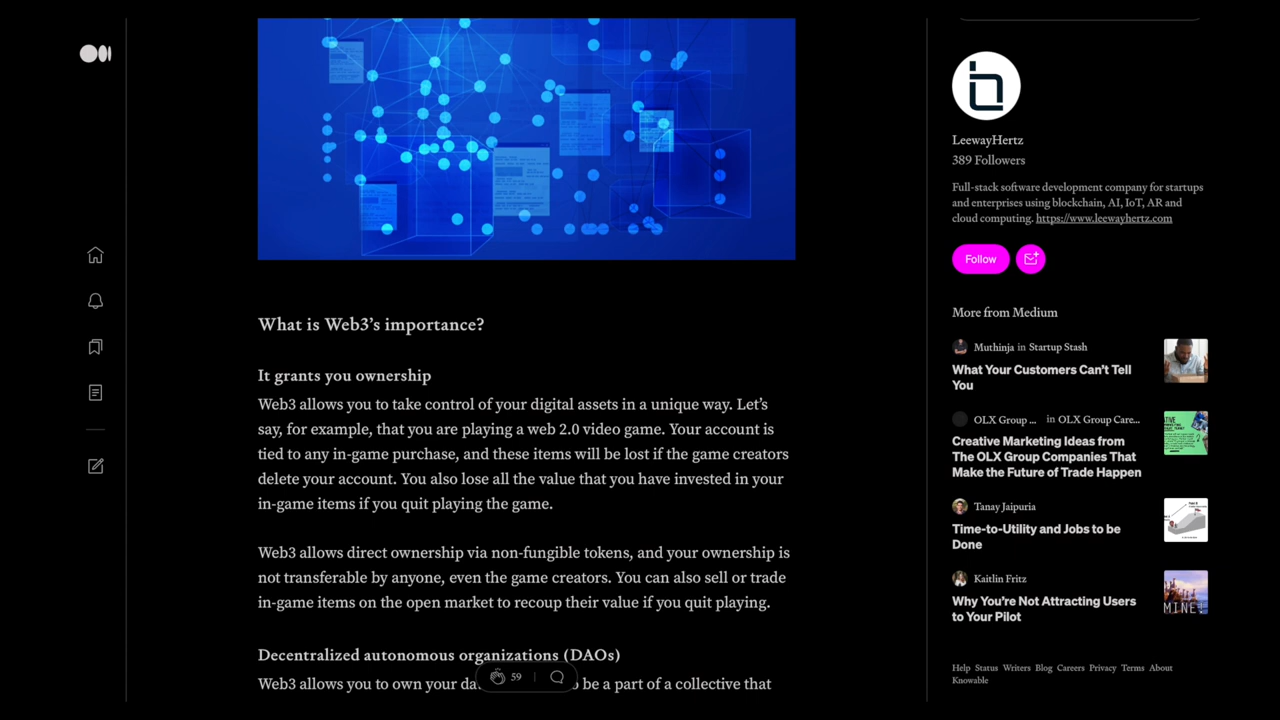 What is Web3's importance?
It grants you ownership
Web3 allows you to take control of your digital assets in a unique way. Let's
say, for example, that you are playing a web 2.0 video game. Your account is
tied to any in-game purchase, and these items will be lost if the game creators
delete your account. You also lose all the value that you have invested in your
in-game items if you quit playing the game.
Web3 allows direct ownership via non-fungible tokens, and your ownership is
not transferable by anyone, even the game creators. You can also sell or trade
in-game items on the open market to recoup their value if you quit playing.
Decentralized autonomous organizations (DAOs)
Web3 allows you to own your be a part of a collective that
59
LeewayHertz
389 Followers
Full-stack software development company for startups
and enterprises using blockchain, AI, IoT, AR and
cloud computing. https://www.leewayhertz.com
Follow
More from Medium
Muthinja in Startup Stash
What Your Customers Can't Tell
You
OLX Group ... in OLX Group Care...
Creative Marketing Ideas from
The OLX Group Companies That
Make the Future of Trade Happen
Tanay Jaipuria
Time-to-Utility and Jobs to be
Done
Kaitlin Fritz
Why You're Not Attracting Users
to Your Pilot
MINE!
Help Status Writers Blog Careers Privacy Terms About
Knowable